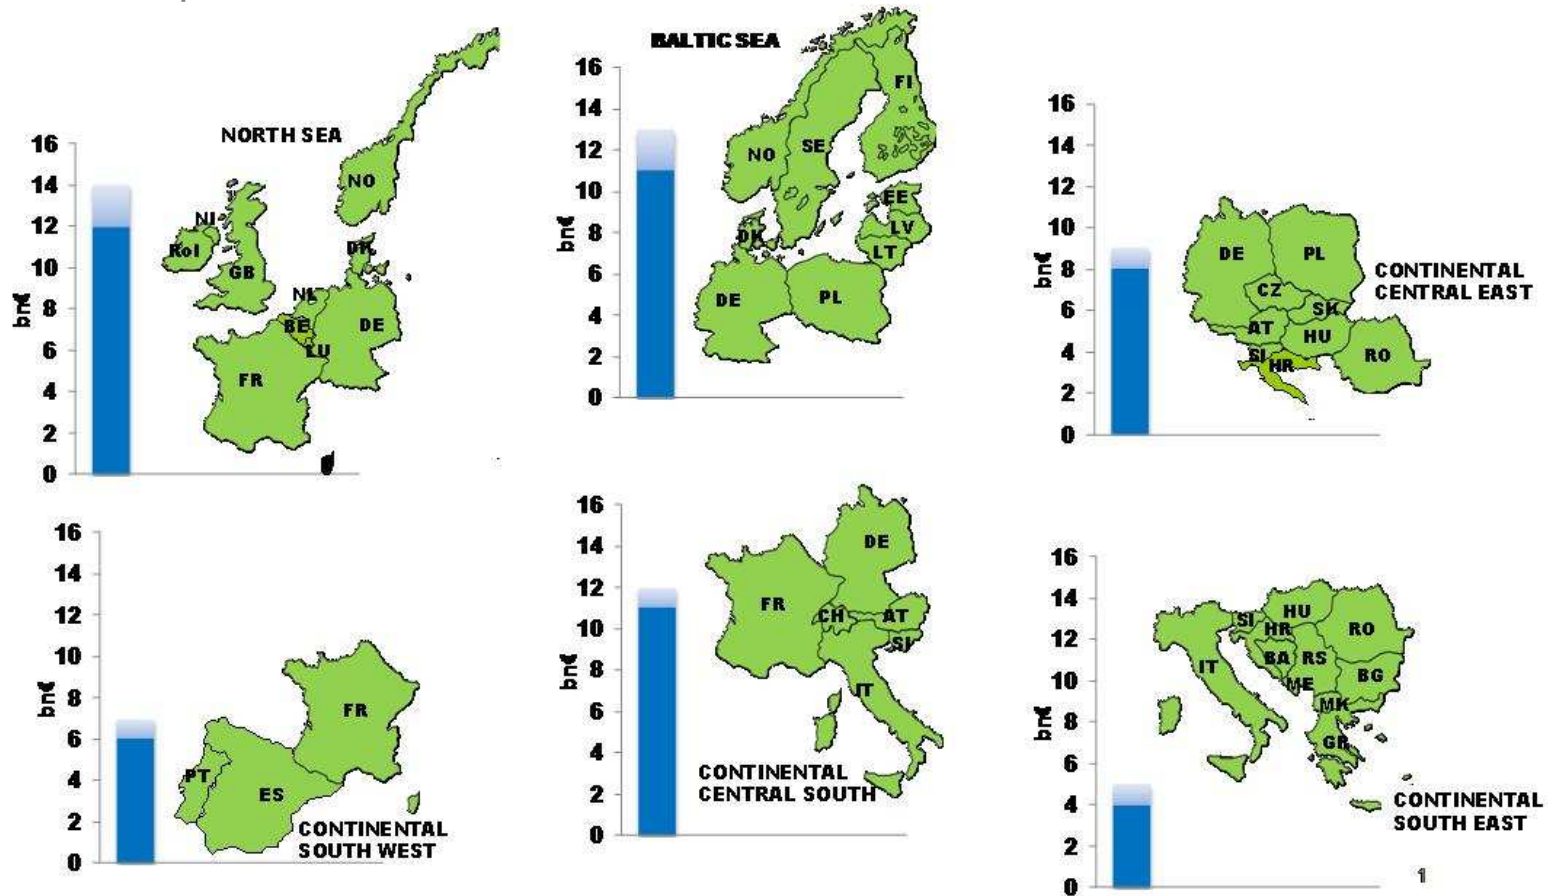 NORTH SEA
16
14
12
10
8
6
4
2
0
bn€
NO
NI
RoI
GB
DK
NL
BE
DE
LU
FR
BALTIC SEA
16
14
12
10
8
6
4
2
0
bn€
FI
SE
NO
EE
LV
DK
LT
DE
PL
16
14
12
10
8
6
4
2
0
bn€
DE
PL
CZ
SK
AT
HU
SI
HR
RO
CONTINENTAL
CENTRAL EAST
16
14
12
10
8
6
4
2
0
bn€
FR
PT
ES
CONTINENTAL
SOUTH WEST
16
14
12
10
8
6
4
2
0
bn€
DE
FR
CH
AT
SI
IT
CONTINENTAL
CENTRAL SOUTH
16
14
12
10
8
6
4
2
0
bn€
HU
SI
HR
RO
IT
BA
RS
BG
ME
MK
GR
CONTINENTAL
SOUTH EAST
1